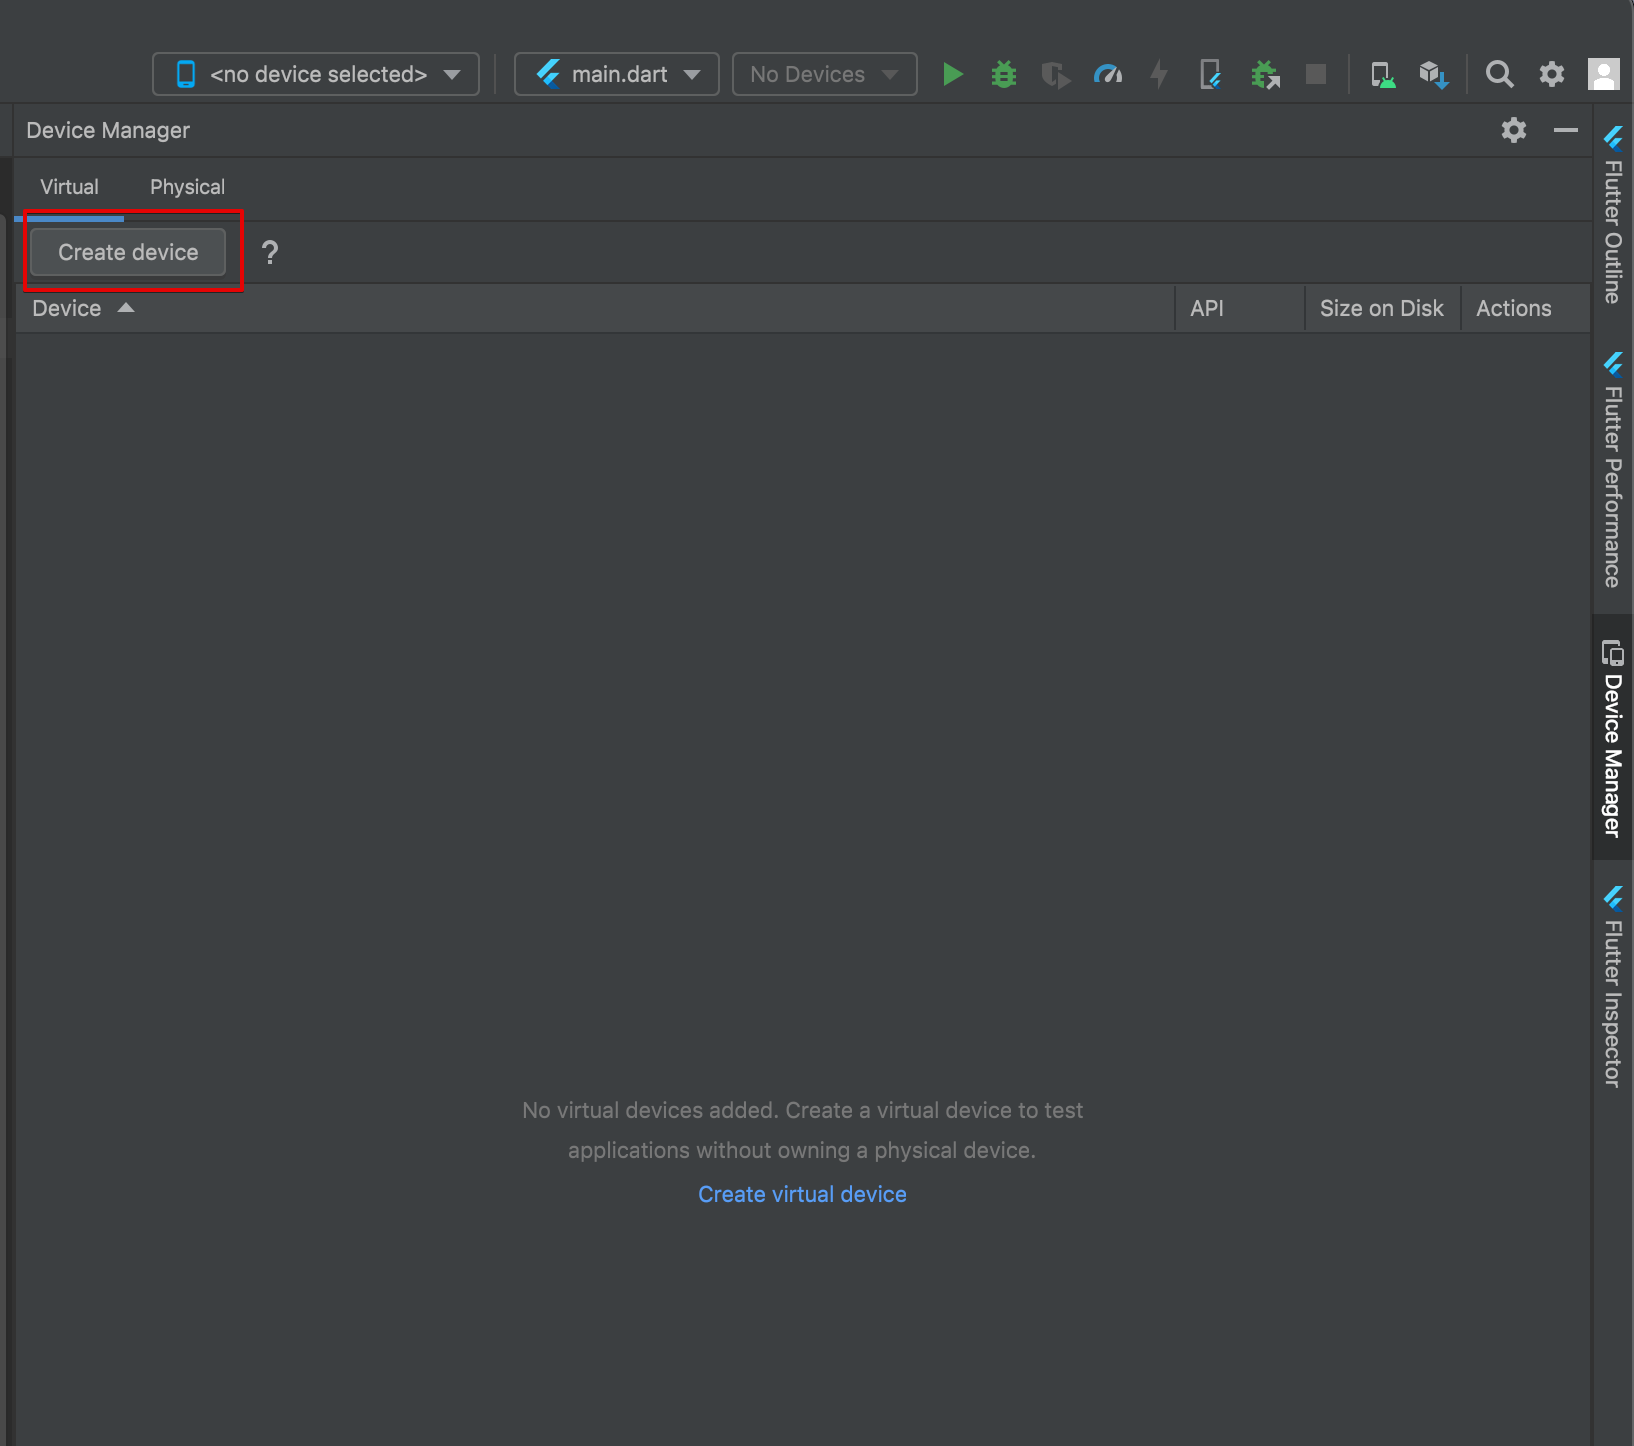 <no device selected>
main.dart
No Devices
Device Manager
Virtual
Physical
Create device
?
Device
API
Size on Disk
Actions
No virtual devices added. Create a virtual device to test
applications without owning a physical device.
Create virtual device
Flutter Outline
Flutter Performance
Device Manager
Flutter Inspector